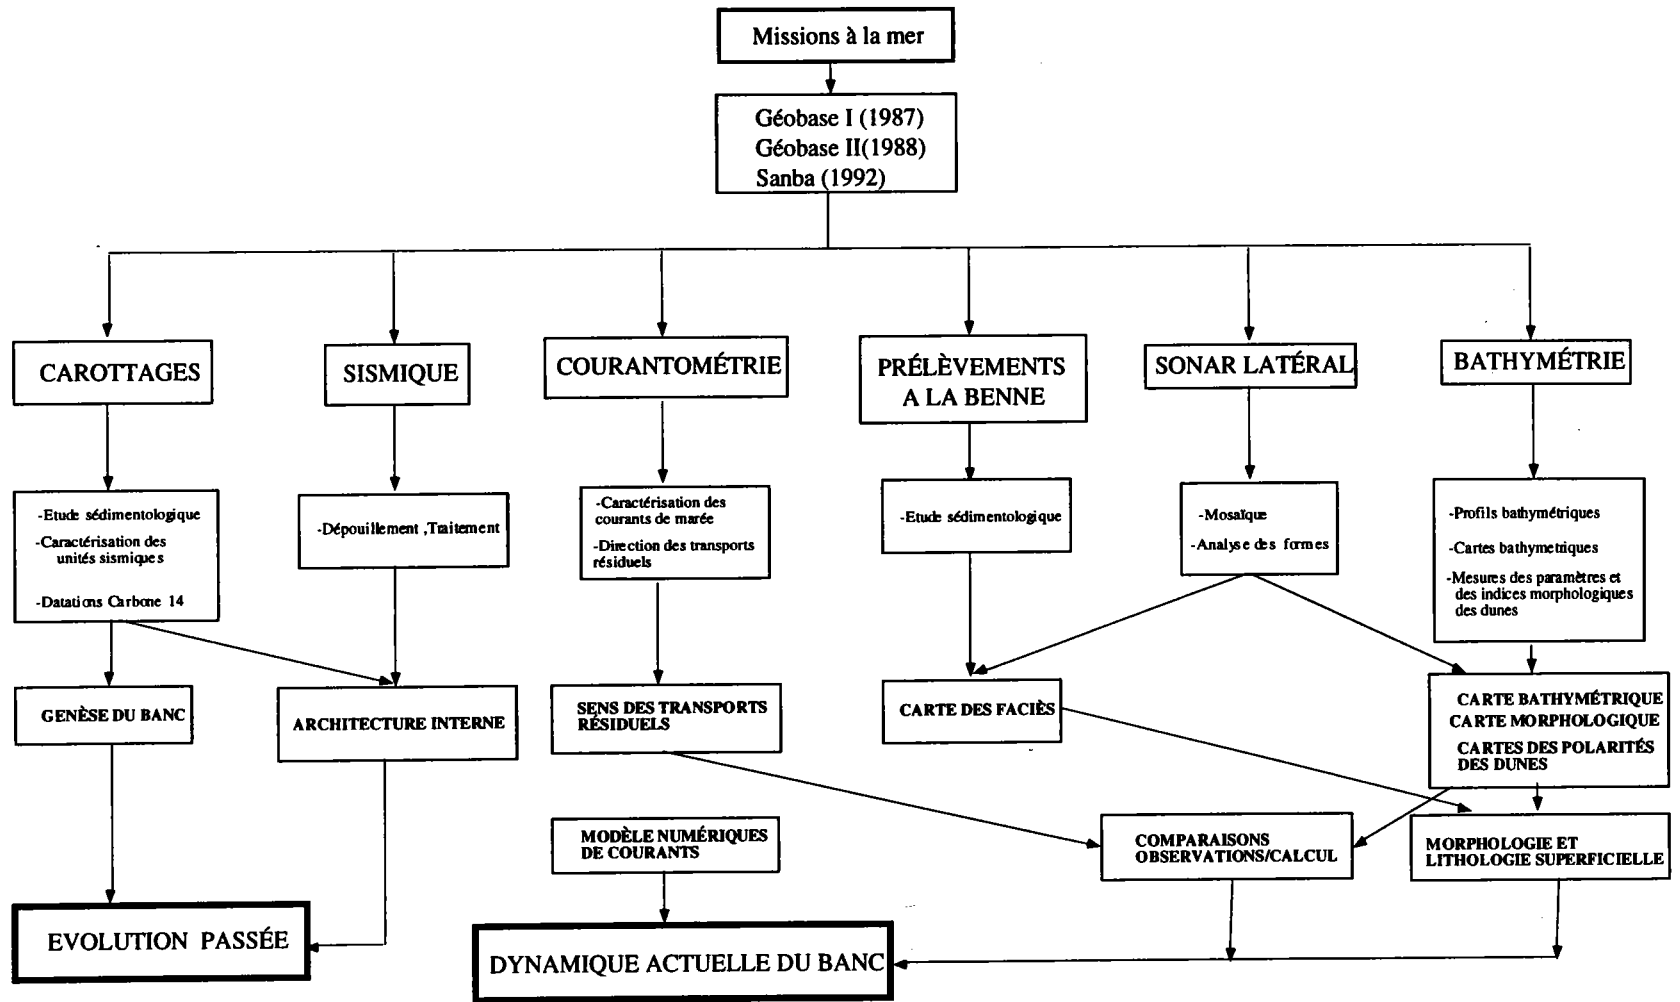 Missions à la mer
Géobase I (1987)
Géobase II(1988)
Sanba (1992)
CAROTTAGES
SISMIQUE
COURANTOMÉTRIE
PRÉLÈVEMENTS
A LA BENNE
SONAR LATÉRAL
BATHYMÉTRIE
-Etude sédimentologique
-Caractérisation des
unités sismiques
-Datations Carbone 14
-Dépouillement ,Traitement
-Caractérisation des
courants de marée
-Direction des transports
résiduels
-Etude sédimentologique
-Mosaïque
-Analyse des formes
-Profils bathymétriques
-Cartes bathymetriques
-Mesures des paramètres et
des indices morphologiques
des dunes
GENÈSE DU BANC
ARCHITECTURE INTERNE
SENS DES TRANSPORTS
RÉSIDUELS
CARTE DES FACIÈS
CARTE BATHYMÉTRIQUE
CARTE MORPHOLOGIQUE
CARTES DES POLARITÉS
DES DUNES
MODÈLE NUMÉRIQUES
DE COURANTS
COMPARAISONS
OBSERVATIONS/CALCUL
MORPHOLOGIE ET
LITHOLOGIE SUPERFICIELLE
EVOLUTION PASSÉE
DYNAMIQUE ACTUELLE DU BANC